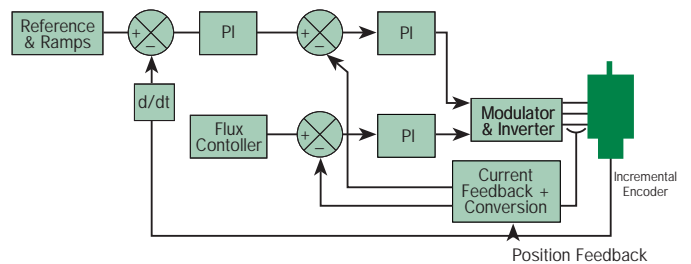 Reference
& Ramps
+
−
PI
+
−
PI
d/dt
Flux
Contoller
+
−
PI
Modulator
& Inverter
Current
Feedback +
Conversion
Incremental
Encoder
Position Feedback